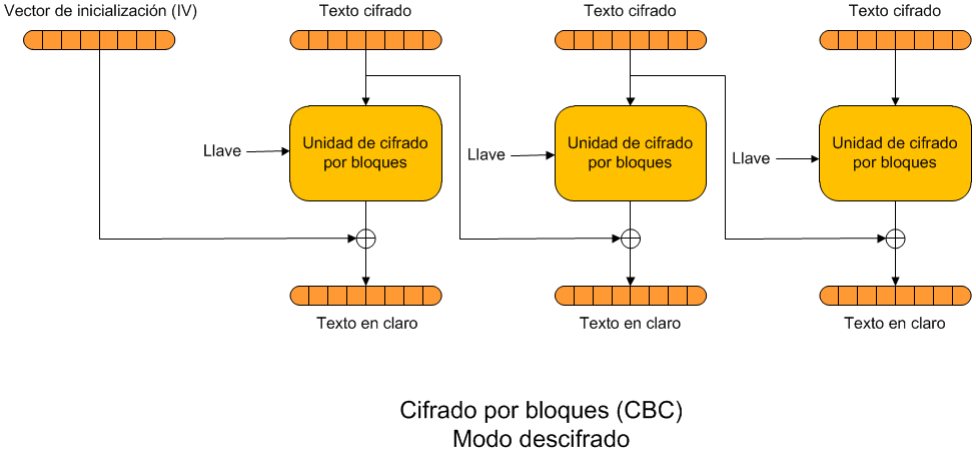 Vector de inicialización (IV)
Texto cifrado
Texto cifrado
Texto cifrado
Llave
Unidad de cifrado
por bloques
Llave
Unidad de cifrado
por bloques
Llave
Unidad de cifrado
por bloques
Texto en claro
Texto en claro
Texto en claro
Cifrado por bloques (CBC)
Modo descifrado